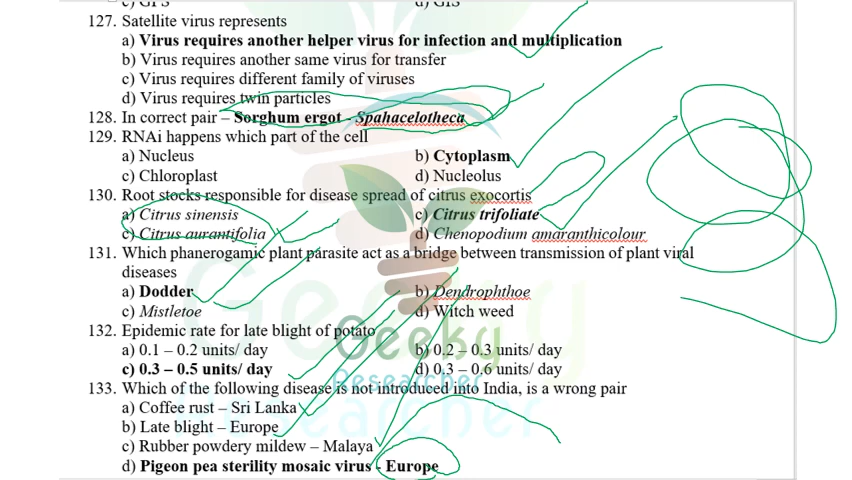 c) GPS d) GIS
127. Satellite virus represents
a) Virus requires another helper virus for infection and multiplication
b) Virus requires another same virus for transfer
c) Virus requires different family of viruses
d) Virus requires twin particles
128. In correct pair – Sorghum ergot - Spahacelotheca
129. RNAi happens which part of the cell
a) Nucleus b) Cytoplasm
c) Chloroplast d) Nucleolus
130. Root stocks responsible for disease spread of citrus exocortis
a) Citrus sinensis c) Citrus trifoliate
c) Citrus aurantifolia d) Chenopodium amaranthicolour
131. Which phanerogamic plant parasite act as a bridge between transmission of plant viral
diseases
a) Dodder b) Dendrophthoe
c) Mistletoe d) Witch weed
132. Epidemic rate for late blight of potato
a) 0.1 – 0.2 units/ day b) 0.2 – 0.3 units/ day
c) 0.3 – 0.5 units/ day d) 0.3 – 0.6 units/ day
133. Which of the following disease is not introduced into India, is a wrong pair
a) Coffee rust – Sri Lanka
b) Late blight – Europe
c) Rubber powdery mildew – Malaya
d) Pigeon pea sterility mosaic virus - Europe
Geeky
Researcher